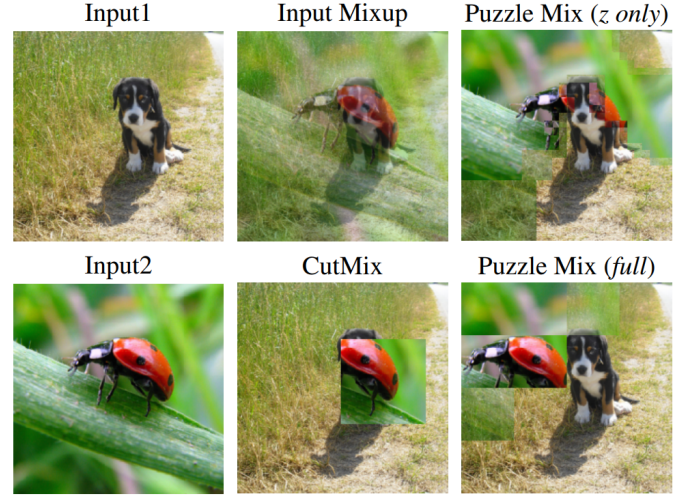 Input1
Input Mixup
Puzzle Mix (z only)
Input2
CutMix
Puzzle Mix (full)